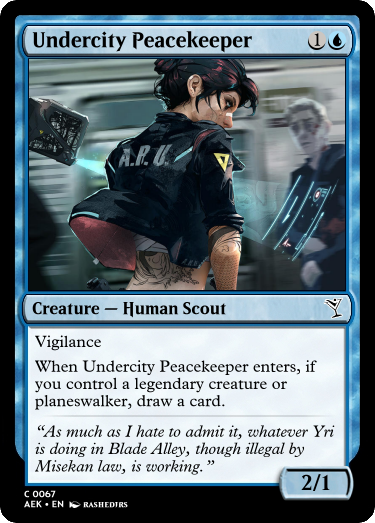 Undercity Peacekeeper 1
A.R.U.
Creature — Human Scout
Vigilance
When Undercity Peacekeeper enters, if
you control a legendary creature or
planeswalker, draw a card.
“As much as I hate to admit it, whatever Yri
is doing in Blade Alley, though illegal by
Misekan law, is working.”
2/1
C 0067
AEK • EN RASHEDJRS